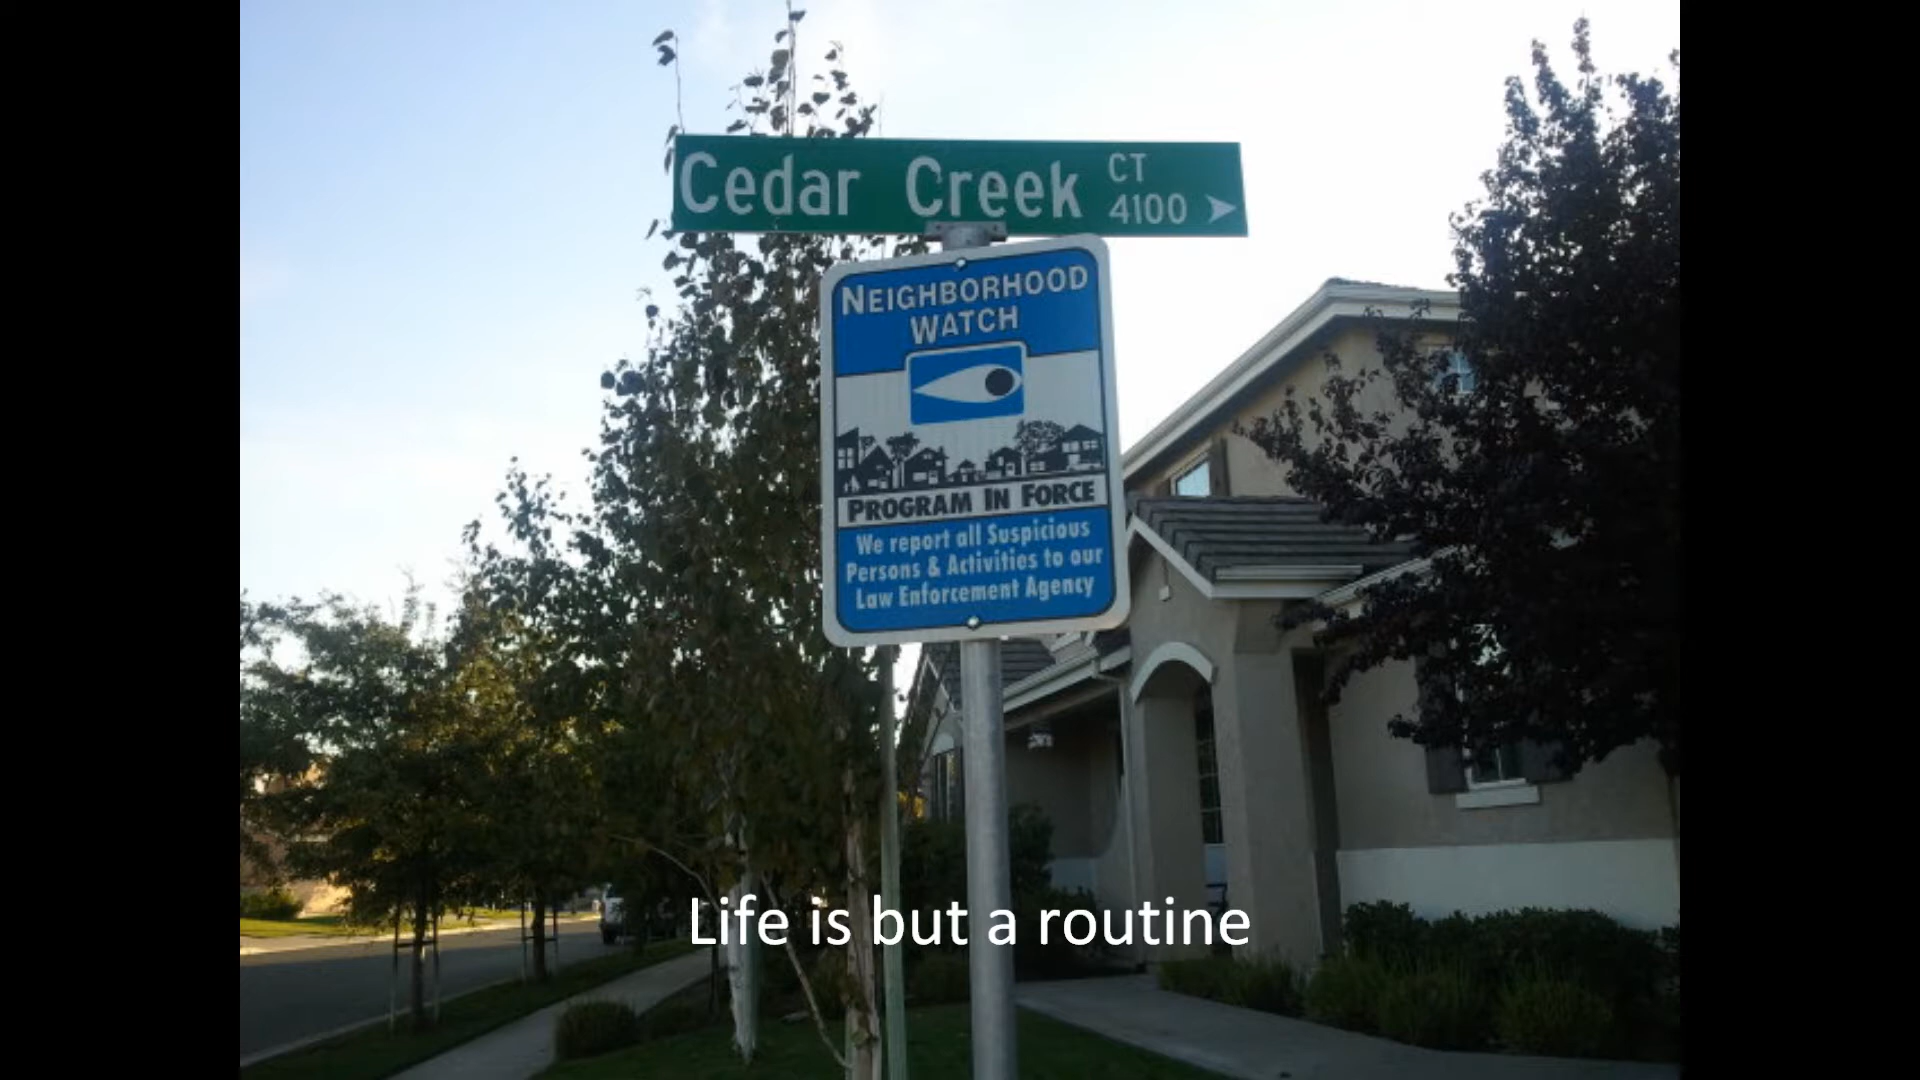 Cedar Creek CT
4100
NEIGHBORHOOD
WATCH
PROGRAM IN FORCE
We report all Suspicious
Persons & Activities to our
Law Enforcement Agency
Life is but a routine